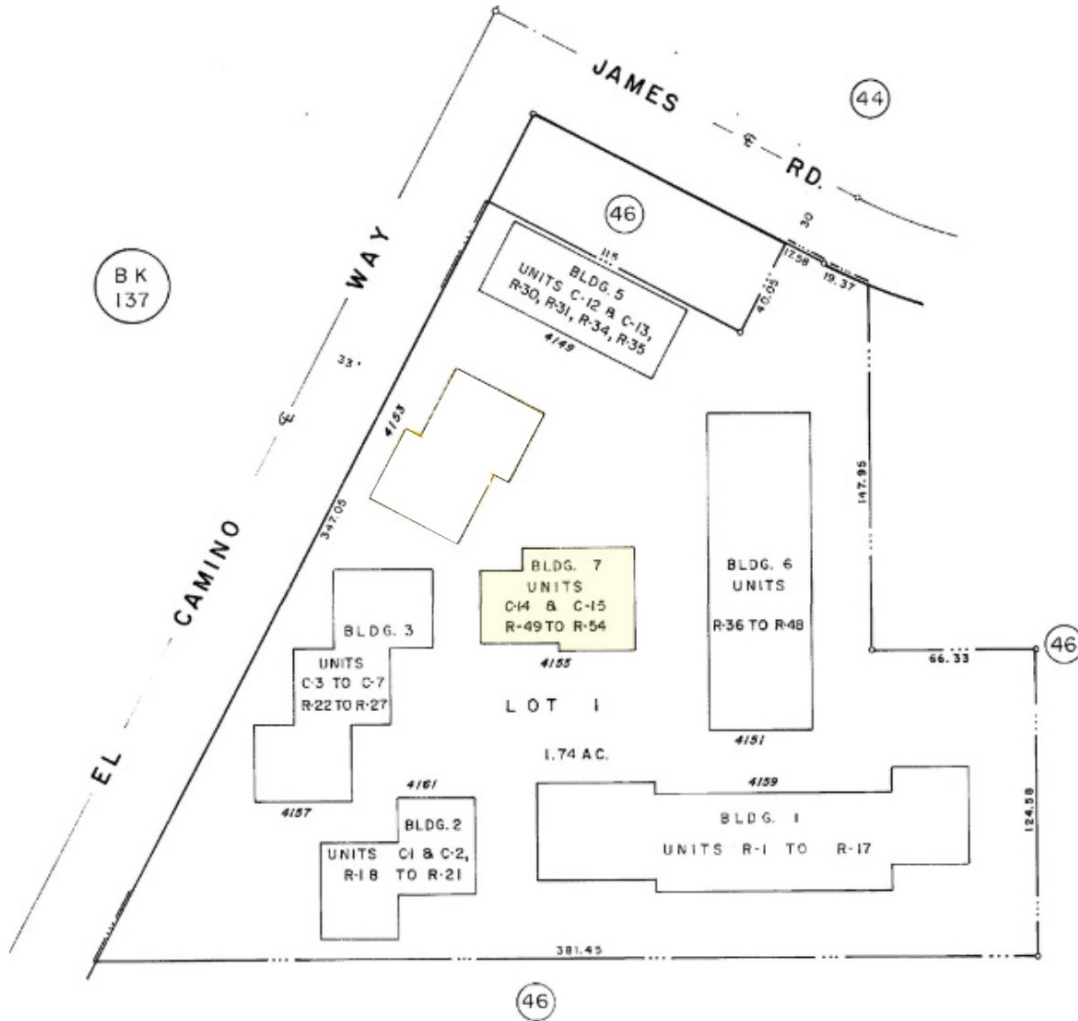 JAMES
℄
RD.
44
30
46
17.58
19.37
115
40.05
BLDG. 5
UNITS C-12 & C-13,
R-30, R-31, R-34, R-35
4149
BK
137
WAY
33'
℄
CAMINO
EL
4153
347.05
147.95
BLDG. 7
UNITS
C-14 & C-15
R-49 TO R-54
4155
BLDG. 6
UNITS
R-36 TO R-48
4151
BLDG. 3
UNITS
C-3 TO C-7
R-22 TO R-27
4157
46
66.33
LOT 1
1.74 AC.
4161
BLDG. 2
UNITS C-1 & C-2,
R-18 TO R-21
4159
BLDG. 1
UNITS R-1 TO R-17
124.58
381.45
46